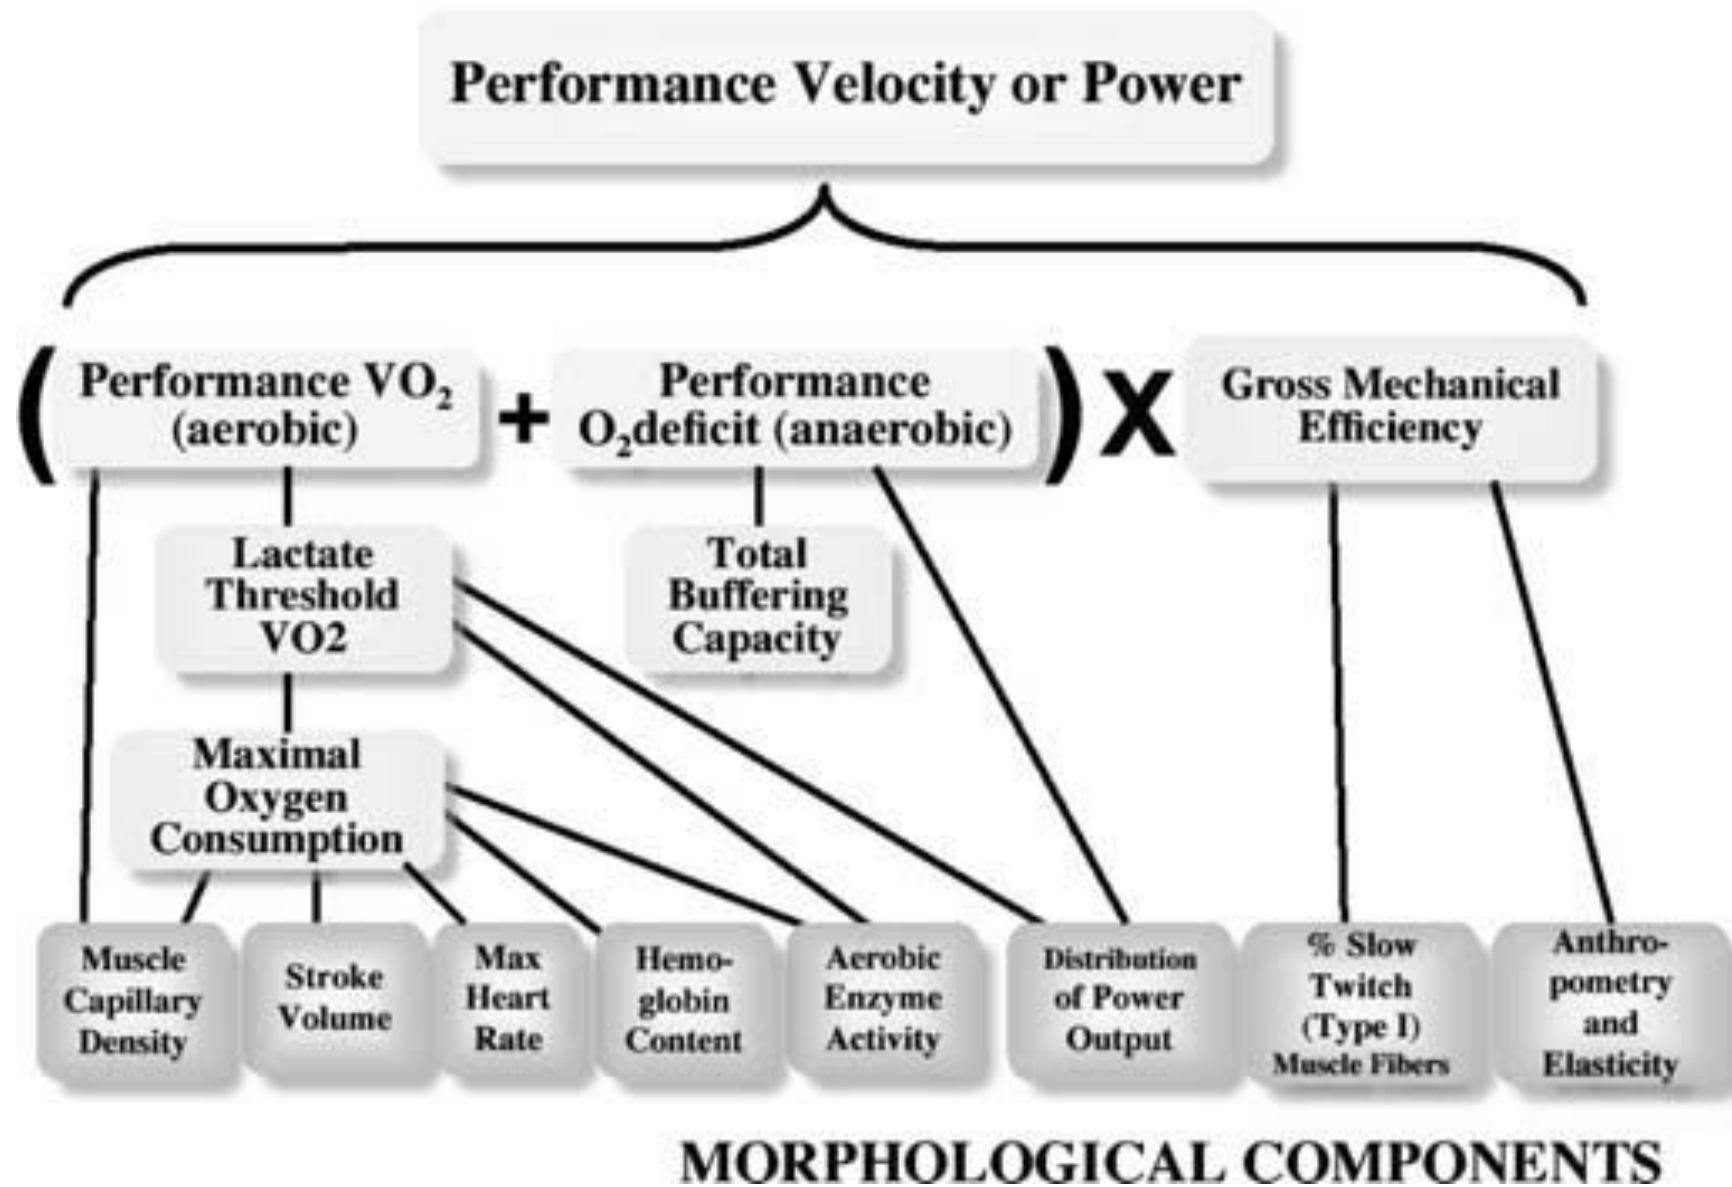 Performance Velocity or Power
( Performance VO₂
(aerobic)
+
Performance
O₂deficit (anaerobic) )
X
Gross Mechanical
Efficiency
Lactate
Threshold
VO2
Total
Buffering
Capacity
Maximal
Oxygen
Consumption
Muscle
Capillary
Density
Stroke
Volume
Max
Heart
Rate
Hemo-
globin
Content
Aerobic
Enzyme
Activity
Distribution
of Power
Output
% Slow
Twitch
(Type I)
Muscle Fibers
Anthro-
pometry
and
Elasticity
MORPHOLOGICAL COMPONENTS